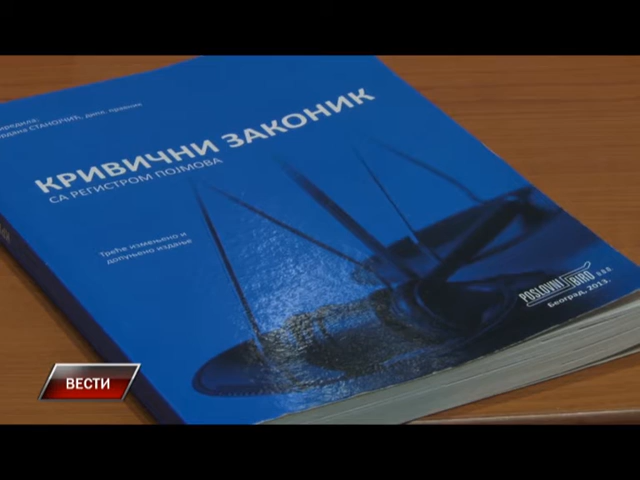 КРИВИЧНИ ЗАКОНИК
СА РЕГИСТРОМ ПОЈМОВА
Треће измењено и
допуњено издање
POSLOVNI BIRO d.o.o.
Београд, 2013.
ВЕСТИ